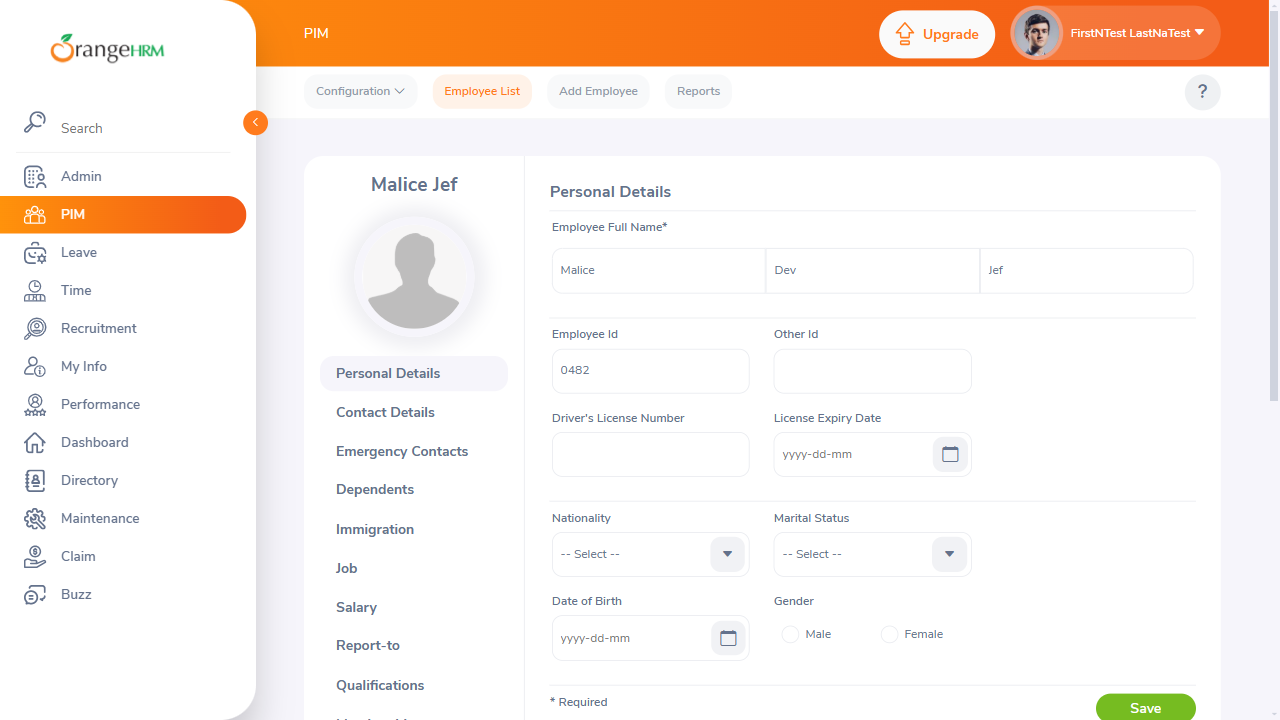 OrangeHRM
Search
Admin
PIM
Leave
Time
Recruitment
My Info
Performance
Dashboard
Directory
Maintenance
Claim
Buzz
PIM
Upgrade
FirstNTest LastNaTest
Configuration
Employee List
Add Employee
Reports
?
Malice Jef
Personal Details
Contact Details
Emergency Contacts
Dependents
Immigration
Job
Salary
Report-to
Qualifications
Personal Details
Employee Full Name*
Malice Dev Jef
Employee Id Other Id
0482
Driver's License Number License Expiry Date
yyyy-dd-mm
Nationality Marital Status
-- Select -- -- Select --
Date of Birth Gender
yyyy-dd-mm Male Female
* Required
Save